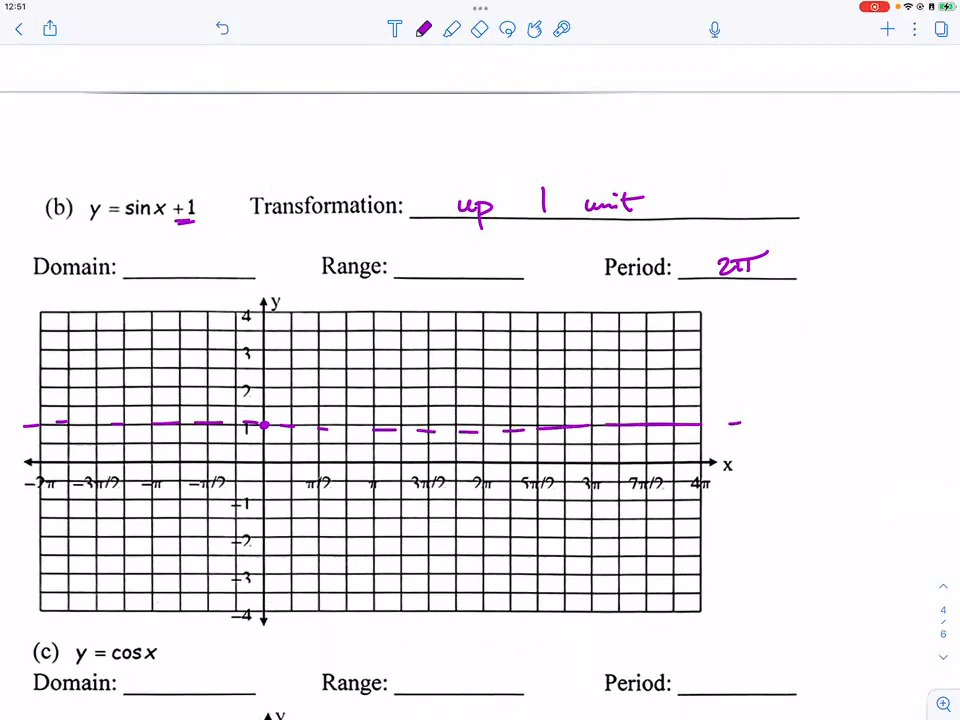 12:51
(b) y = sin x +1 Transformation: up 1 unit
Domain: ____________ Range: ____________ Period: 2π
y
4
3
2
1
x
−2π −3π/2 −π −π/2 π/2 π 3π/2 2π 5π/2 3π 7π/2 4π
−1
−2
−3
−4
(c) y = cos x
Domain: ____________ Range: ____________ Period: ____________
y
4
/
6